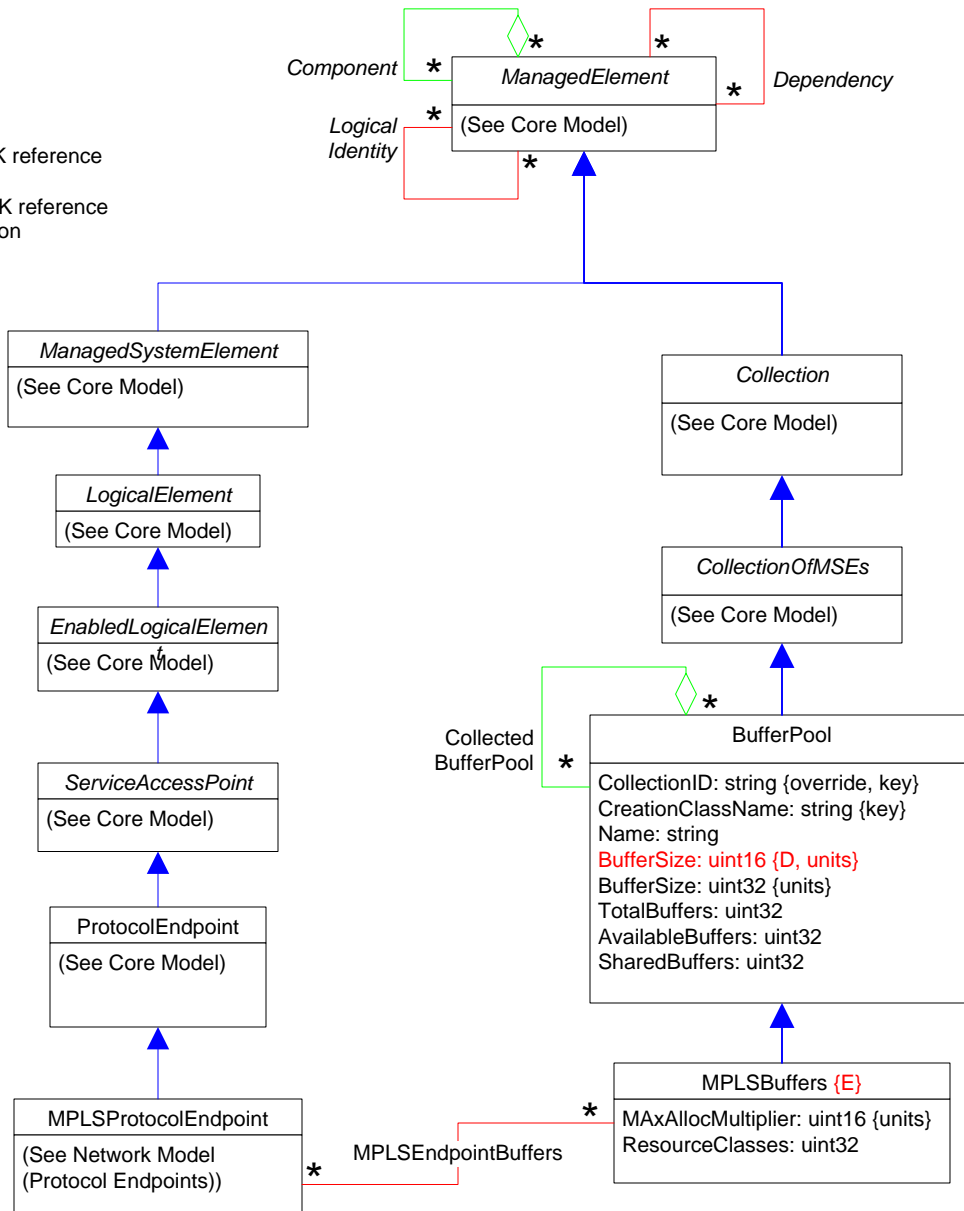 *
Component
*
ManagedElement
(See Core Model)
*
*
Dependency
*
Logical
Identity
*
K reference
K reference
on
ManagedSystemElement
(See Core Model)
Collection
(See Core Model)
LogicalElement
(See Core Model)
CollectionOfMSEs
(See Core Model)
EnabledLogicalElemen
t
(See Core Model)
ServiceAccessPoint
(See Core Model)
*
Collected
BufferPool
*
BufferPool
CollectionID: string {override, key}
CreationClassName: string {key}
Name: string
BufferSize: uint16 {D, units}
BufferSize: uint32 {units}
TotalBuffers: uint32
AvailableBuffers: uint32
SharedBuffers: uint32
ProtocolEndpoint
(See Core Model)
MPLSProtocolEndpoint
(See Network Model
(Protocol Endpoints))
*
MPLSEndpointBuffers
*
MPLSBuffers {E}
MAxAllocMultiplier: uint16 {units}
ResourceClasses: uint32